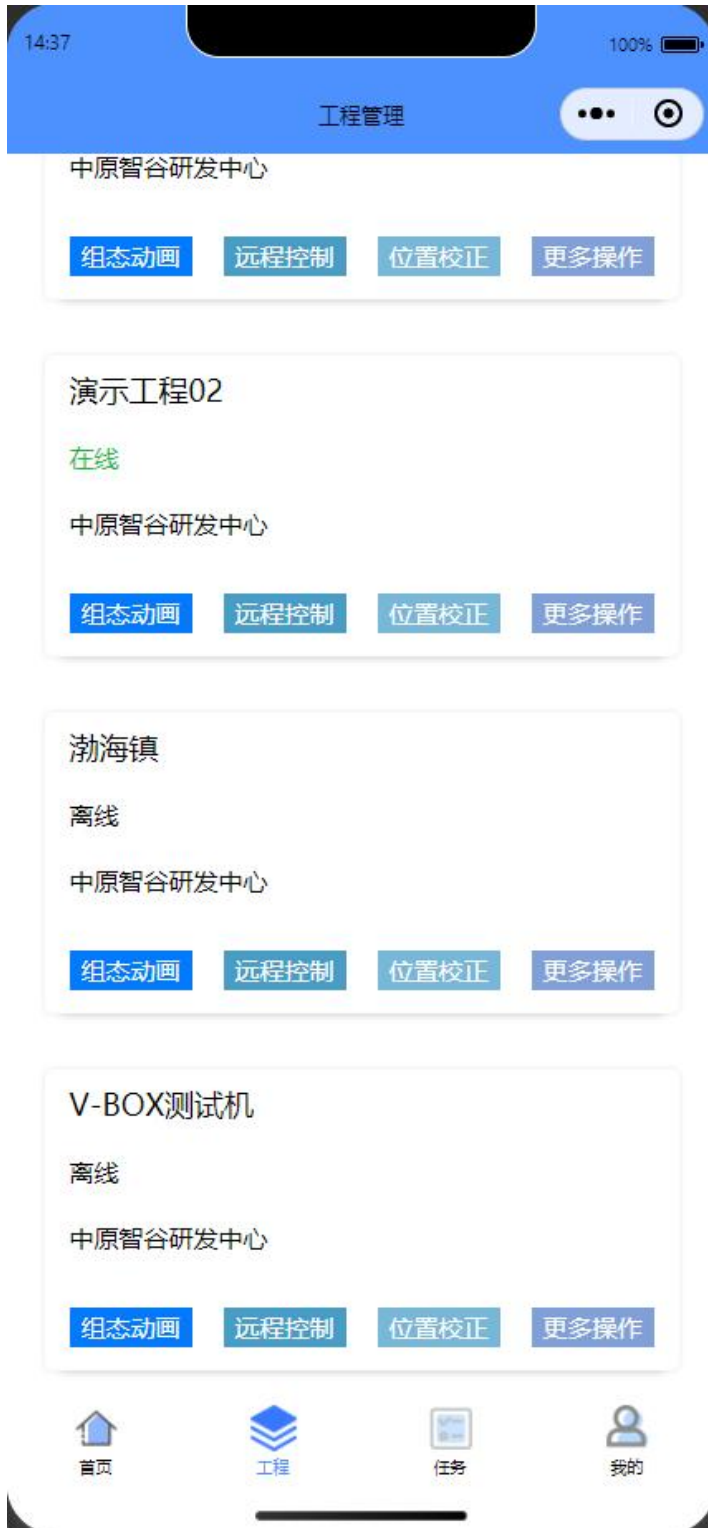 14:37
100%
工程管理
中原智谷研发中心
组态动画 远程控制 位置校正 更多操作
演示工程02
在线
中原智谷研发中心
组态动画 远程控制 位置校正 更多操作
渤海镇
离线
中原智谷研发中心
组态动画 远程控制 位置校正 更多操作
V-BOX测试机
离线
中原智谷研发中心
组态动画 远程控制 位置校正 更多操作
首页 工程 任务 我的